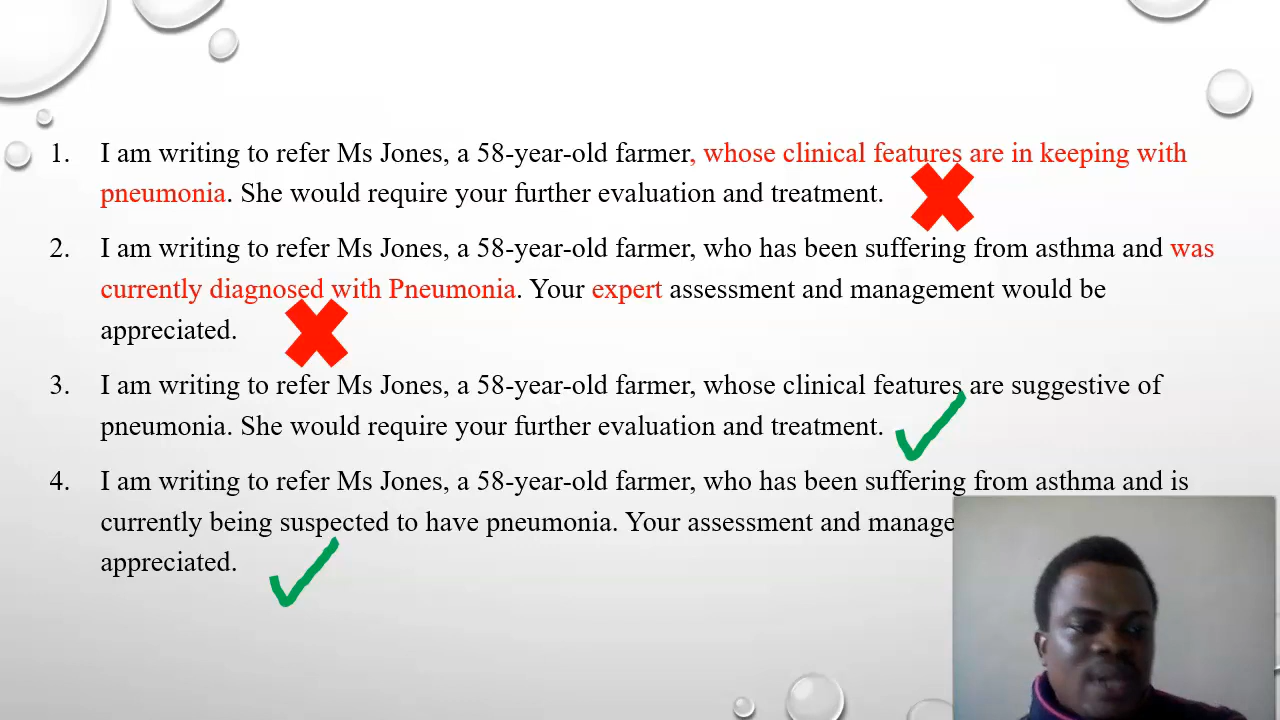 1. I am writing to refer Ms Jones, a 58-year-old farmer, whose clinical features are in keeping with
pneumonia. She would require your further evaluation and treatment.
2. I am writing to refer Ms Jones, a 58-year-old farmer, who has been suffering from asthma and was
currently diagnosed with Pneumonia. Your expert assessment and management would be
appreciated.
3. I am writing to refer Ms Jones, a 58-year-old farmer, whose clinical features are suggestive of
pneumonia. She would require your further evaluation and treatment.
4. I am writing to refer Ms Jones, a 58-year-old farmer, who has been suffering from asthma and is
currently being suspected to have pneumonia. Your assessment and manage
appreciated.